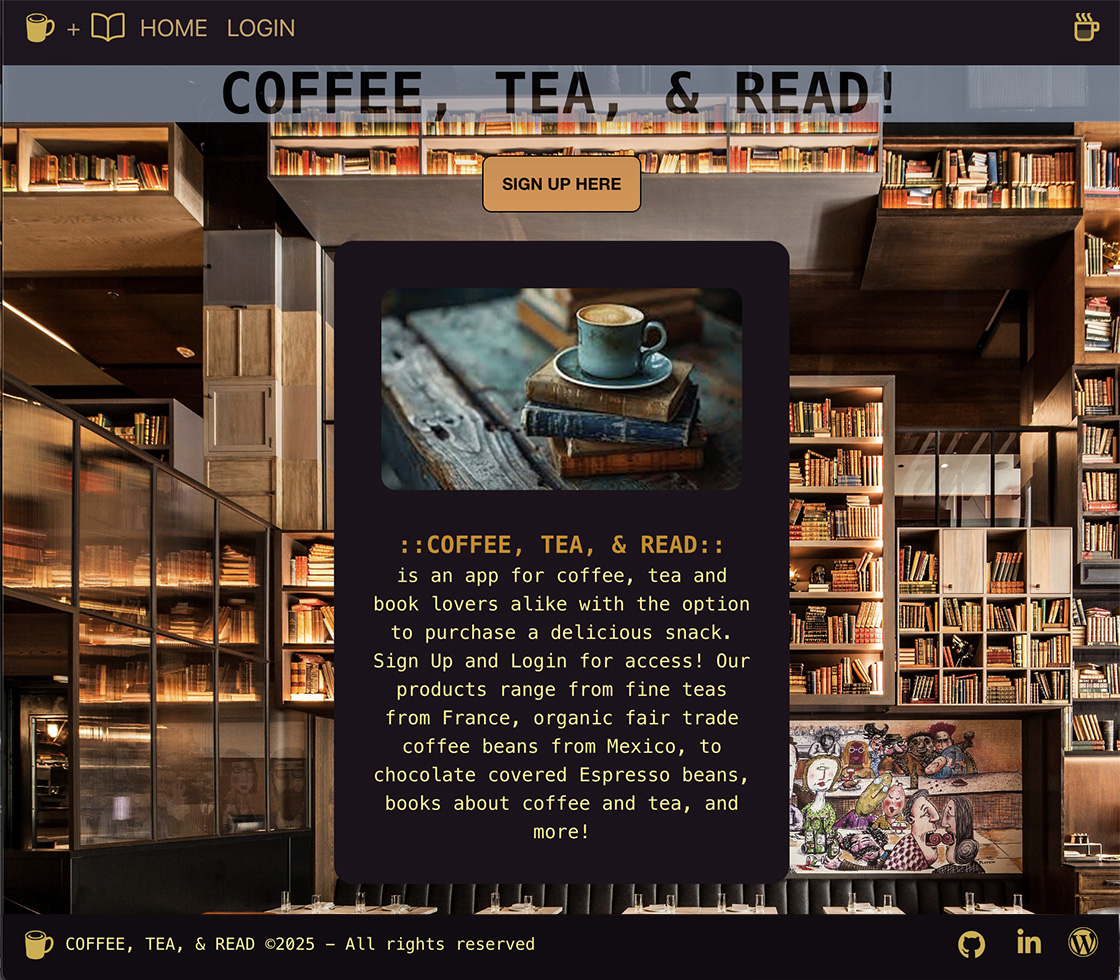 + HOME LOGIN
COFFEE, TEA, & READ!
SIGN UP HERE
::COFFEE, TEA, & READ::
is an app for coffee, tea and
book lovers alike with the option
to purchase a delicious snack.
Sign Up and Login for access! Our
products range from fine teas
from France, organic fair trade
coffee beans from Mexico, to
chocolate covered Espresso beans,
books about coffee and tea, and
more!
COFFEE, TEA, & READ ©2025 – All rights reserved
in